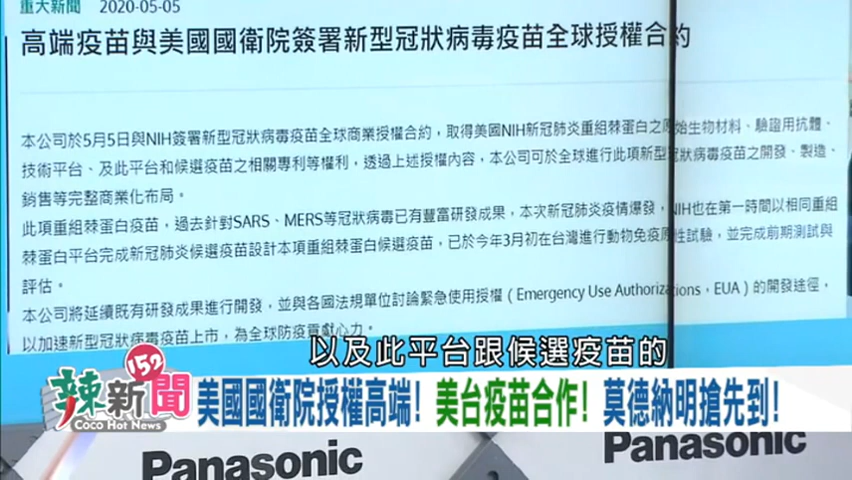 重大新聞 2020-05-05
高端疫苗與美國國衛院簽署新型冠狀病毒疫苗全球授權合約
本公司於5月5日與NIH簽署新型冠狀病毒疫苗全球商業授權合約，取得美國NIH新冠肺炎重組棘蛋白之原始生物材料、驗證用抗體、
技術平台、及此平台和候選疫苗之相關專利等權利，透過上述授權內容，本公司可於全球進行此項新型冠狀病毒疫苗之開發、製造、
銷售等完整商業化布局。
此項重組棘蛋白疫苗，過去針對SARS、MERS等冠狀病毒已有豐富研發成果，本次新冠肺炎疫情爆發，NIH也在第一時間以相同重組
棘蛋白平台完成新冠肺炎候選疫苗設計本項重組棘蛋白候選疫苗，已於今年3月初在台灣進行動物免疫原性試驗，並完成前期測試與
評估。
本公司將延續既有研發成果進行開發，並與各國法規單位討論緊急使用授權（Emergency Use Authorizations，EUA）的開發途徑，
以加速新型冠狀病毒疫苗上市，為全球防疫貢獻心力。
以及此平台跟候選疫苗的
152
辣新聞
Coco Hot News
美國國衛院授權高端! 美台疫苗合作! 莫德納明搶先到!
Panasonic Panasonic